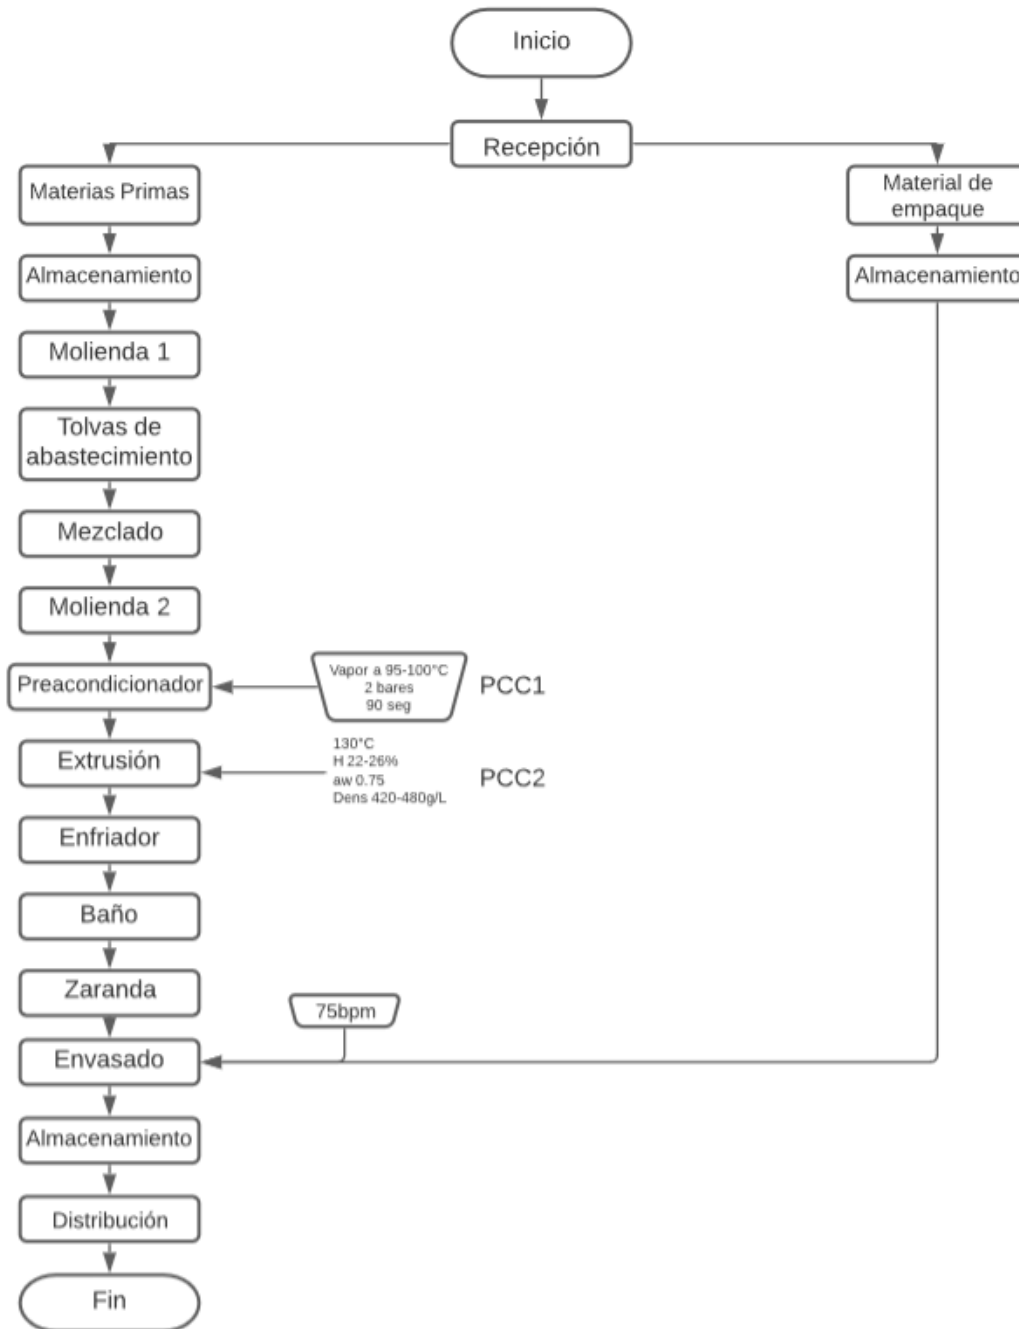 Inicio
Recepción
Materias Primas
Material de
empaque
Almacenamiento
Almacenamiento
Molienda 1
Tolvas de
abastecimiento
Mezclado
Molienda 2
Preacondicionador
Vapor a 95-100°C
2 bares
90 seg
PCC1
Extrusión
130°C
H 22-26%
aw 0.75
Dens 420-480g/L
PCC2
Enfriador
Baño
Zaranda
75bpm
Envasado
Almacenamiento
Distribución
Fin